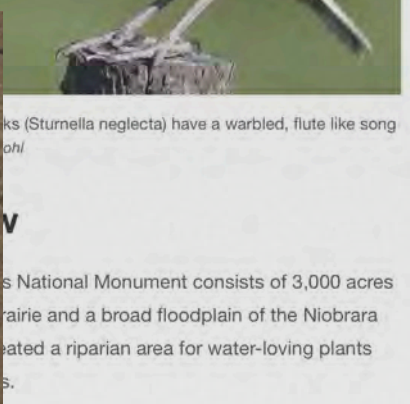 ks (Sturnella neglecta) have a warbled, flute like song
ohl
w
s National Monument consists of 3,000 acres
rairie and a broad floodplain of the Niobrara
eated a riparian area for water-loving plants
s.